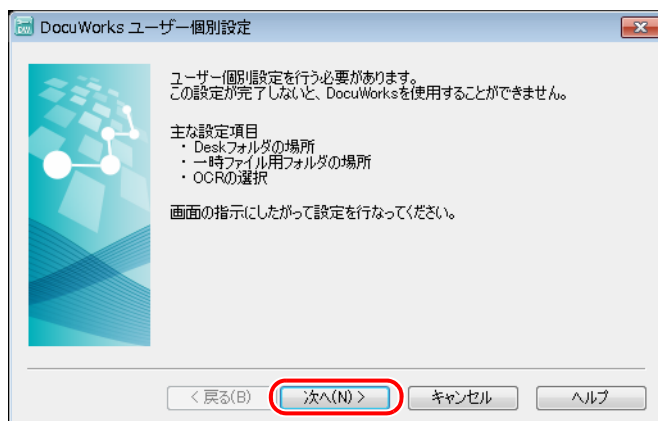 DocuWorks ユーザー個別設定
ユーザー個別設定を行う必要があります。
この設定が完了しないと、DocuWorksを使用することができません。
主な設定項目
・ Deskフォルダの場所
・ 一時ファイル用フォルダの場所
・ OCRの選択
画面の指示にしたがって設定を行なってください。
< 戻る(B) 次へ(N) > キャンセル ヘルプ